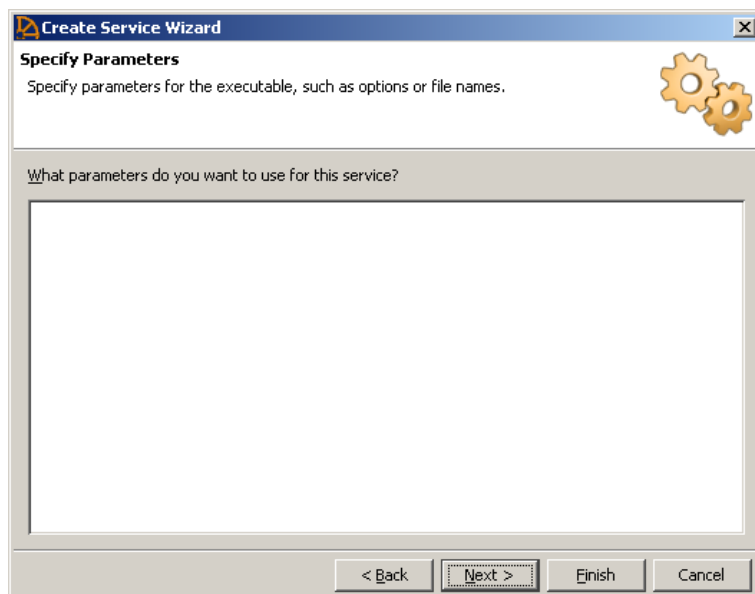 Create Service Wizard
Specify Parameters
Specify parameters for the executable, such as options or file names.
What parameters do you want to use for this service?
< Back Next > Finish Cancel